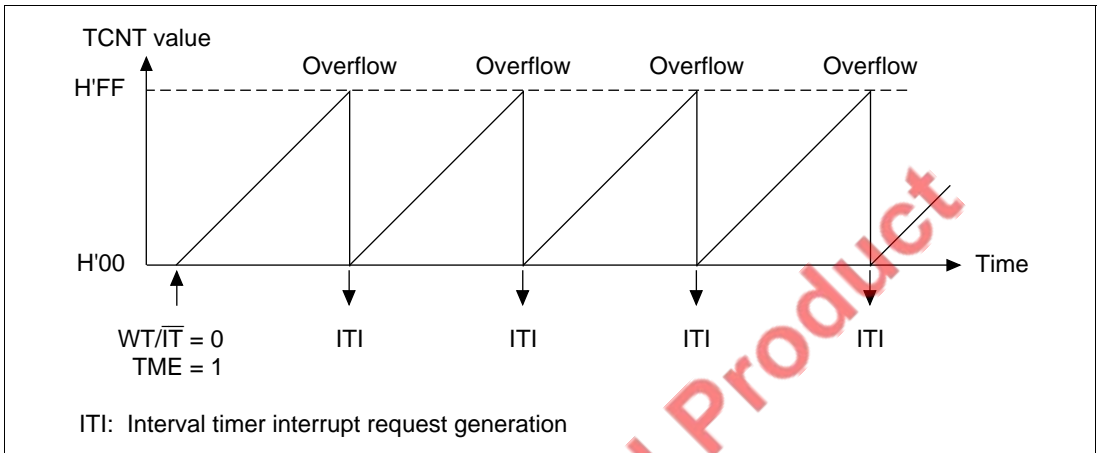 TCNT value
Overflow Overflow Overflow Overflow
H'FF
H'00
Time
WT/I̅T̅ = 0
TME = 1
ITI ITI ITI ITI
ITI: Interval timer interrupt request generation
Product